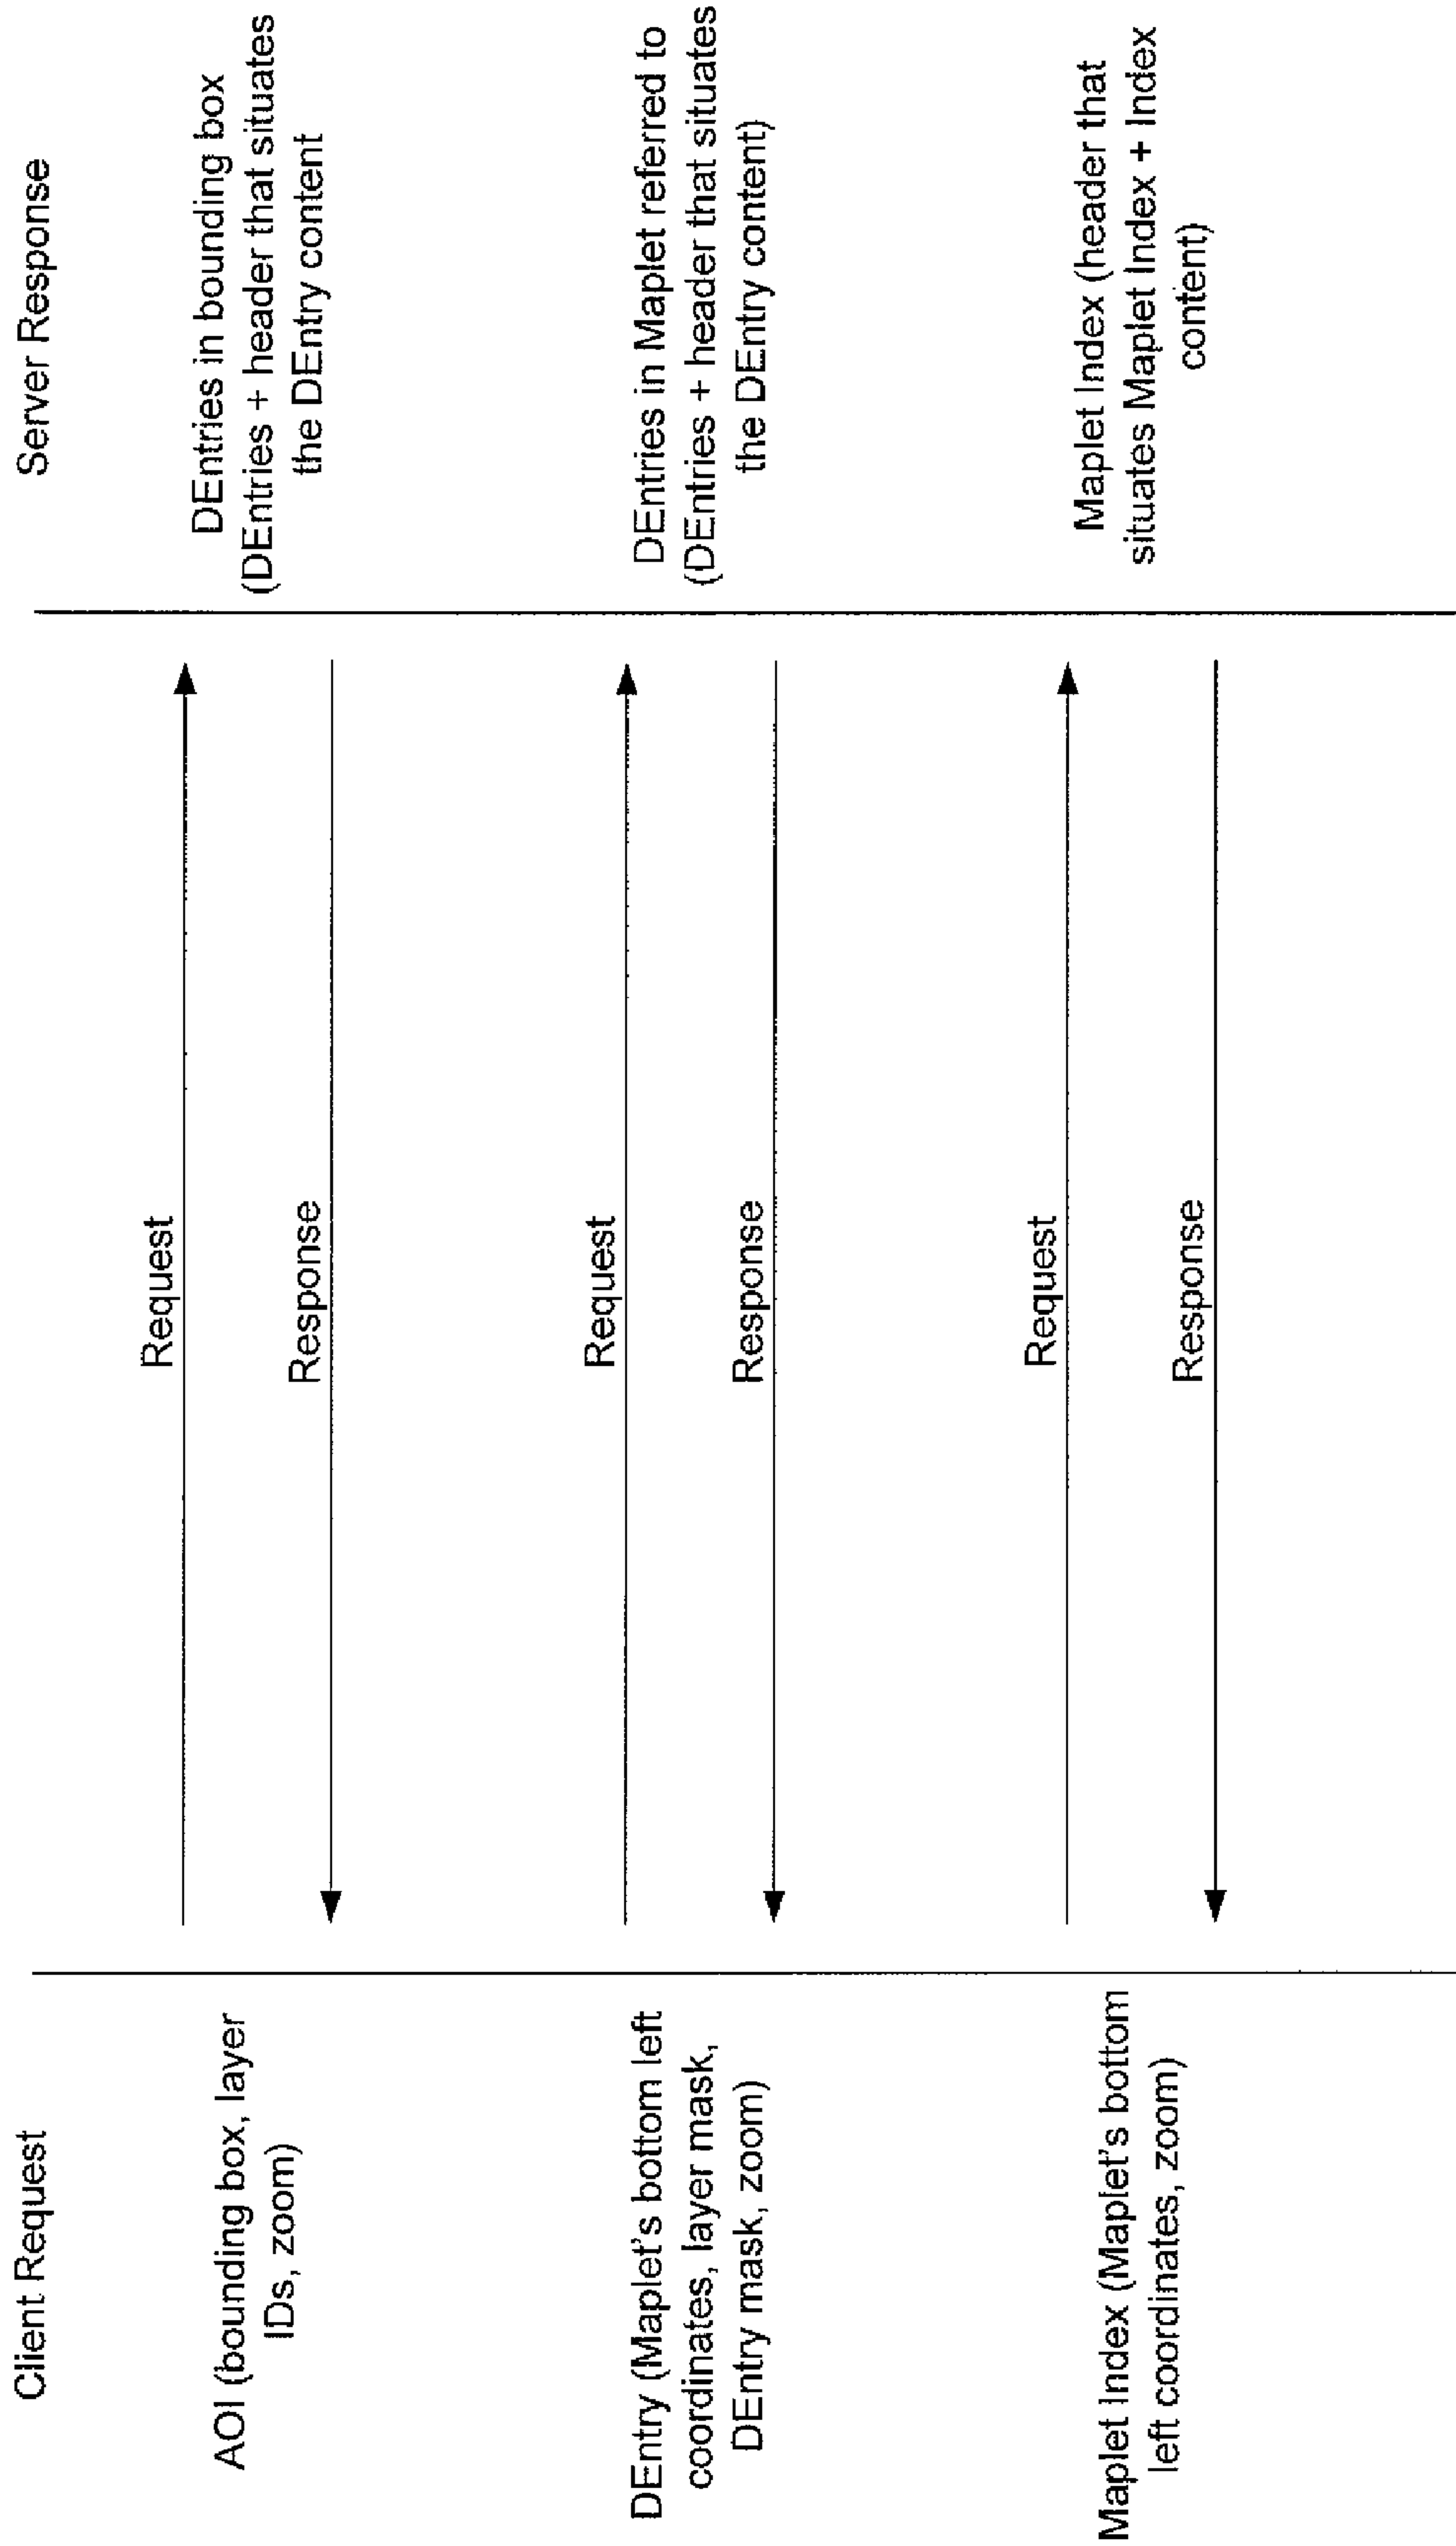 Client Request
Server Response
AOI (bounding box, layer
IDs, zoom)
Request
Response
DEntries in bounding box
(DEntries + header that situates
the DEntry content
DEntry (Maplet's bottom left
coordinates, layer mask,
DEntry mask, zoom)
Request
Response
DEntries in Maplet referred to
(DEntries + header that situates
the DEntry content)
Maplet Index (Maplet's bottom
left coordinates, zoom)
Request
Response
Maplet Index (header that
situates Maplet Index + Index
content)